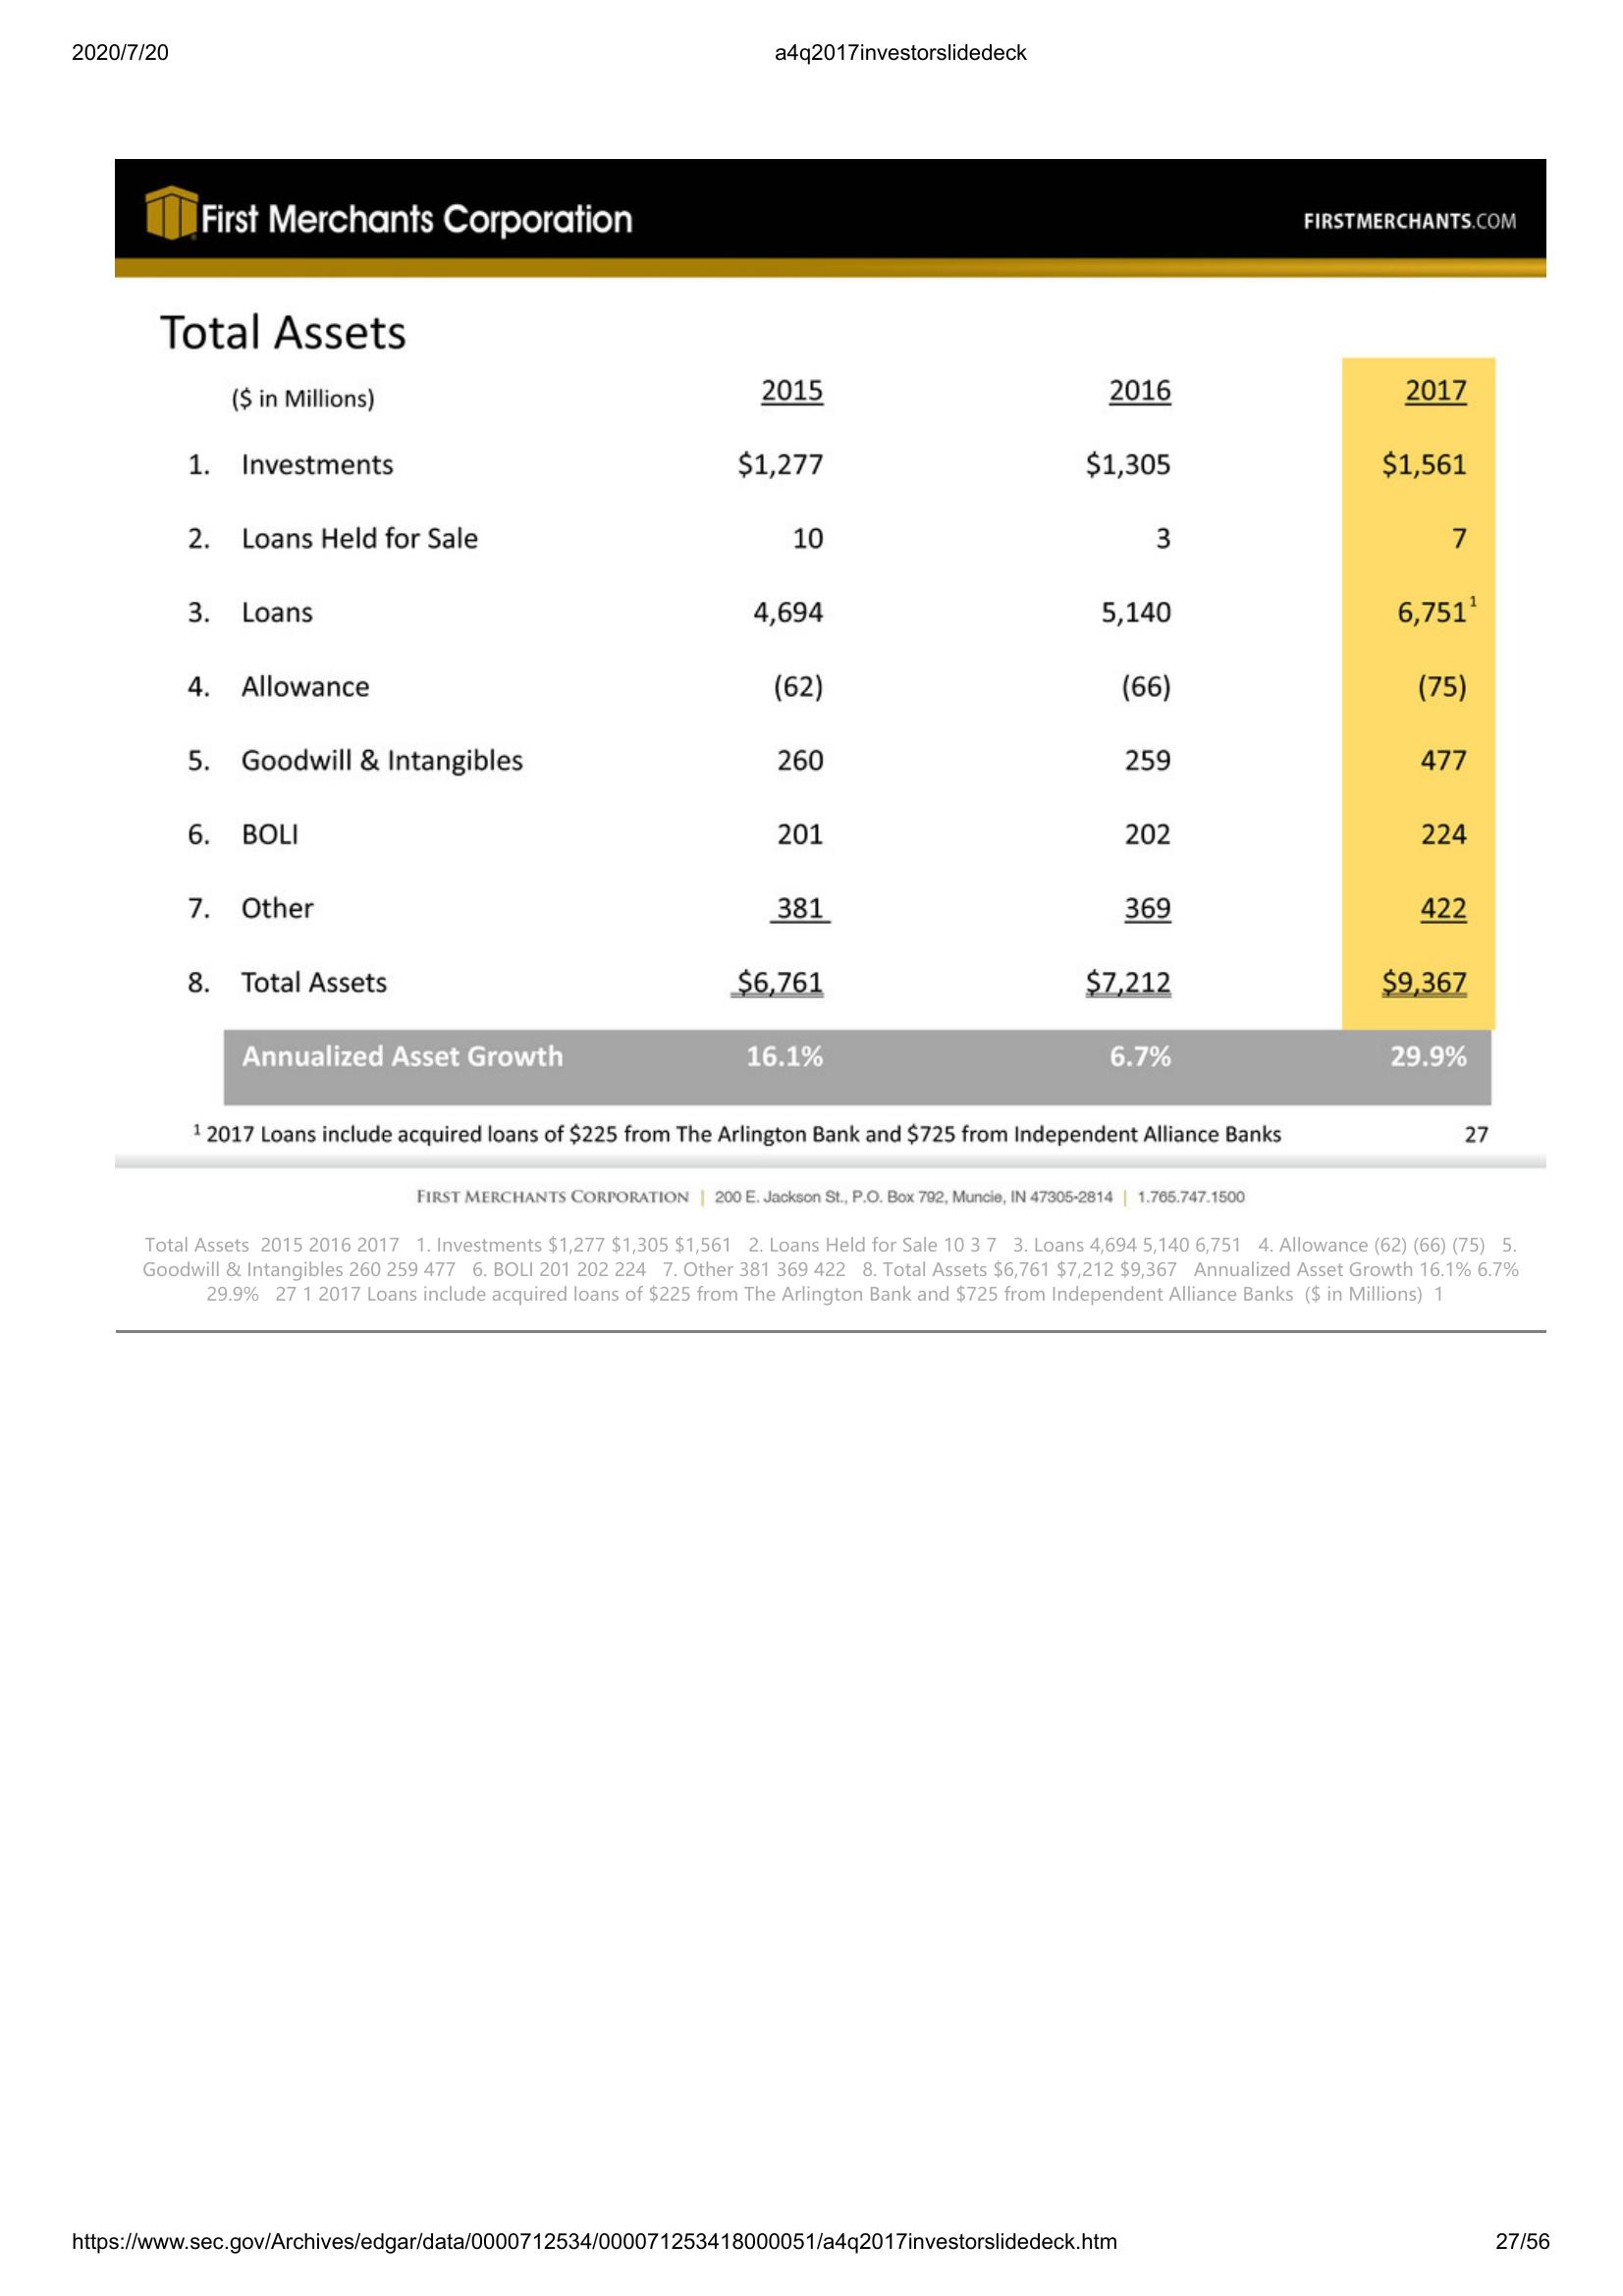 2020/7/20 a4q2017investorslidedeck
First Merchants Corporation FIRSTMERCHANTS.COM
Total Assets
($ in Millions) 2015 2016 2017
1. Investments $1,277 $1,305 $1,561
2. Loans Held for Sale 10 3 7
3. Loans 4,694 5,140 6,751 1
4. Allowance (62) (66) (75)
5. Goodwill & Intangibles 260 259 477
6. BOLI 201 202 224
7. Other 381 369 422
8. Total Assets $6,761 $7,212 $9,367
Annualized Asset Growth 16.1% 6.7% 29.9%
1 2017 Loans include acquired loans of $225 from The Arlington Bank and $725 from Independent Alliance Banks 27
FIRST MERCHANTS CORPORATION | 200 E. Jackson St., P.O. Box 792, Muncie, IN 47305-2814 | 1.765.747.1500
Total Assets 2015 2016 2017 1. Investments $1,277 $1,305 $1,561 2. Loans Held for Sale 10 3 7 3. Loans 4,694 5,140 6,751 4. Allowance (62) (66) (75) 5.
Goodwill & Intangibles 260 259 477 6. BOLI 201 202 224 7. Other 381 369 422 8. Total Assets $6,761 $7,212 $9,367 Annualized Asset Growth 16.1% 6.7%
29.9% 27 1 2017 Loans include acquired loans of $225 from The Arlington Bank and $725 from Independent Alliance Banks ($ in Millions) 1
https://www.sec.gov/Archives/edgar/data/0000712534/000071253418000051/a4q2017investorslidedeck.htm 27/56